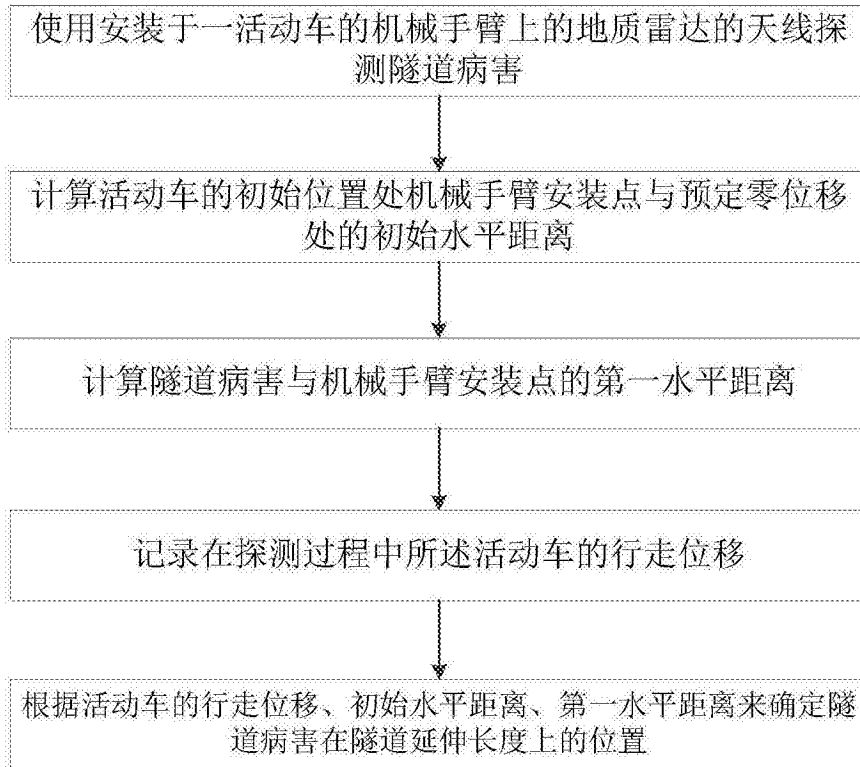 使用安装于一活动车的机械手臂上的地质雷达的天线探
测隧道病害
计算活动车的初始位置处机械手臂安装点与预定零位移
处的初始水平距离
计算隧道病害与机械手臂安装点的第一水平距离
记录在探测过程中所述活动车的行走位移
根据活动车的行走位移、初始水平距离、第一水平距离来确定隧
道病害在隧道延伸长度上的位置